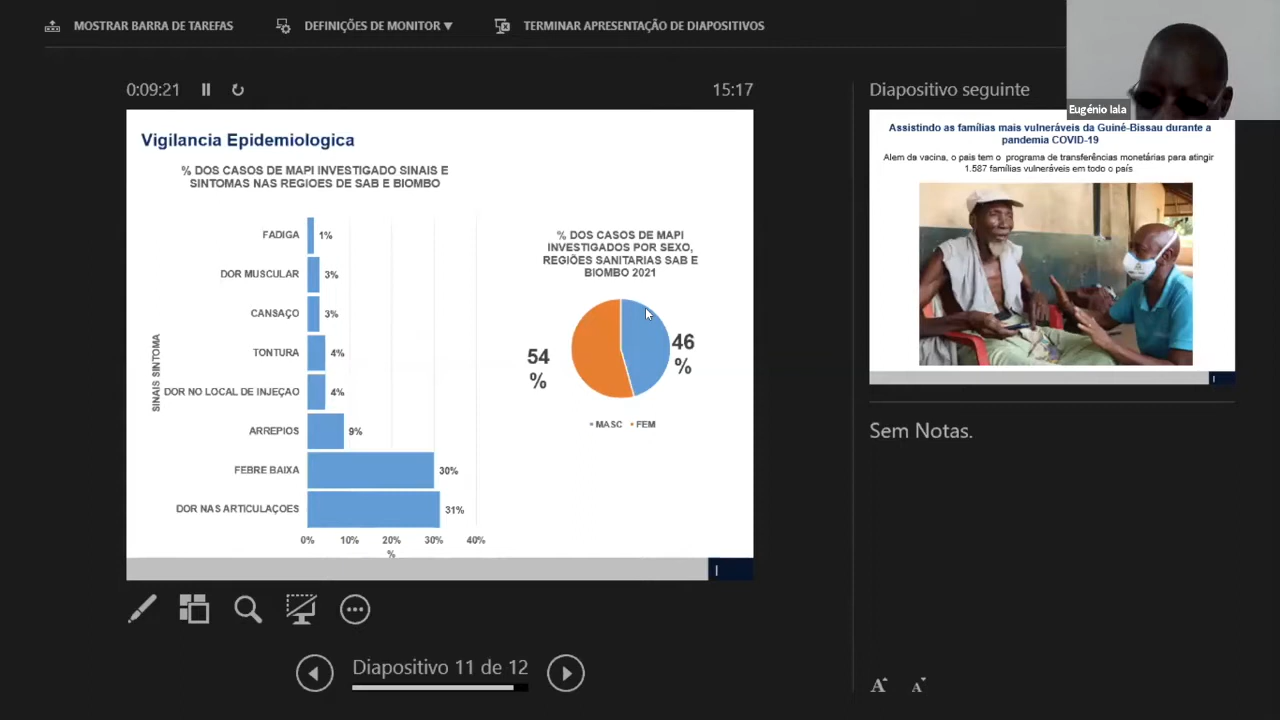 MOSTRAR BARRA DE TAREFAS
DEFINIÇÕES DE MONITOR ▼
TERMINAR APRESENTAÇÃO DE DIAPOSITIVOS
0:09:21
15:17
Vigilancia Epidemiologica
% DOS CASOS DE MAPI INVESTIGADO SINAIS E
SINTOMAS NAS REGIOES DE SAB E BIOMBO
SINAIS SINTOMA
FADIGA 1%
DOR MUSCULAR 3%
CANSAÇO 3%
TONTURA 4%
DOR NO LOCAL DE INJEÇAO 4%
ARREPIOS 9%
FEBRE BAIXA 30%
DOR NAS ARTICULAÇOES 31%
0% 10% 20% 30% 40%
%
% DOS CASOS DE MAPI
INVESTIGADOS POR SEXO,
REGIÕES SANITARIAS SAB E
BIOMBO 2021
54
%
46
%
MASC FEM
Diapositivo 11 de 12
Diapositivo seguinte
Eugénio Iala
Assistindo as famílias mais vulneráveis da Guiné-Bissau durante a
pandemia COVID-19
Alem da vacina, o pais tem o programa de transferências monetárias para atingir
1.587 famílias vulneráveis em todo o país
Sem Notas.
A A